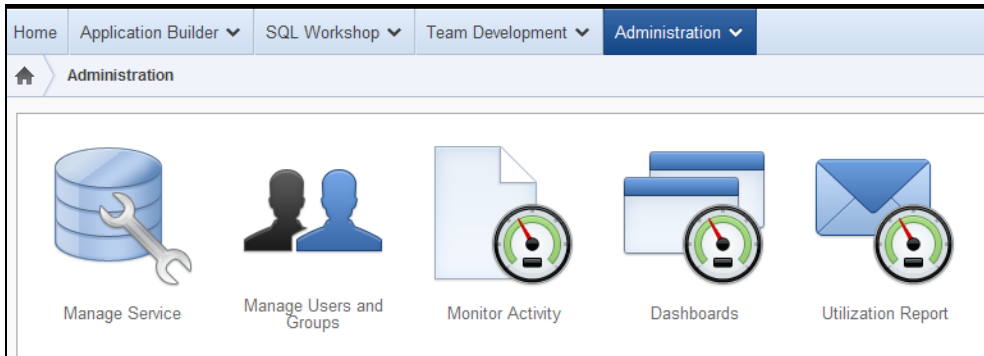 Home Application Builder SQL Workshop Team Development Administration
Administration
Manage Service Manage Users and Groups Monitor Activity Dashboards Utilization Report